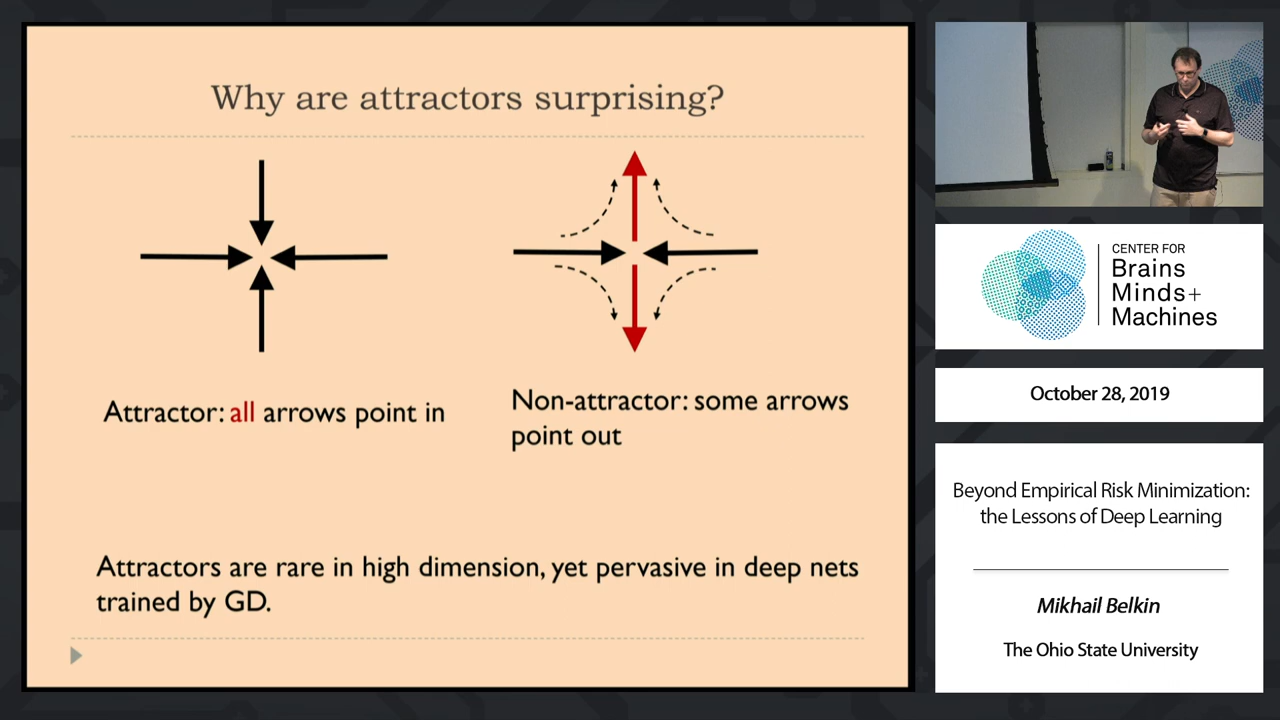 Why are attractors surprising?
Attractor: all arrows point in
Non-attractor: some arrows
point out
Attractors are rare in high dimension, yet pervasive in deep nets
trained by GD.
CENTER FOR
Brains
Minds+
Machines
October 28, 2019
Beyond Empirical Risk Minimization:
the Lessons of Deep Learning
Mikhail Belkin
The Ohio State University